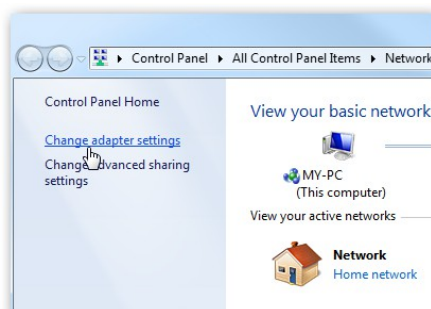 Control Panel ▸ All Control Panel Items ▸ Network
Control Panel Home
Change adapter settings
Change advanced sharing
settings
View your basic network
MY-PC
(This computer)
View your active networks
Network
Home network